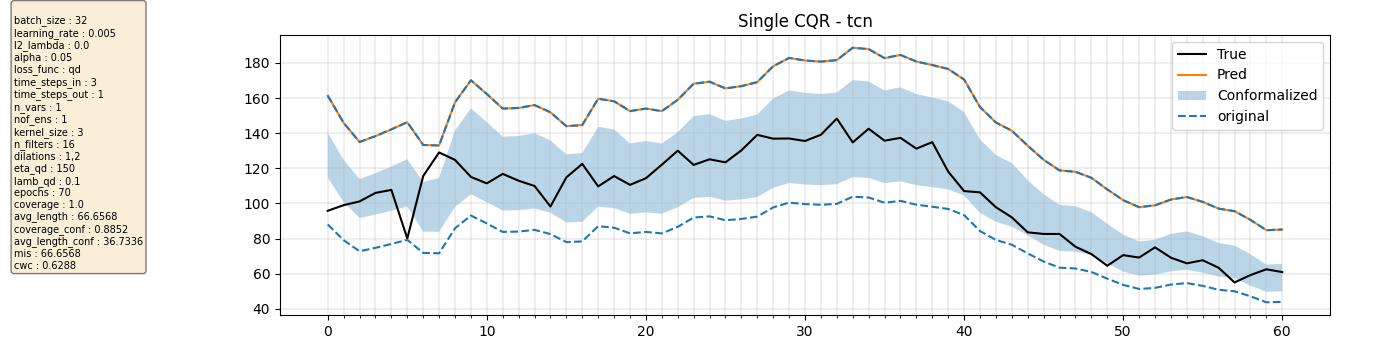 batch_size : 32
learning_rate : 0.005
l2_lambda : 0.0
alpha : 0.05
loss_func : qd
time_steps_in : 3
time_steps_out : 1
n_vars : 1
nof_ens : 1
kernel_size : 3
n_filters : 16
dilations : 1,2
eta_qd : 150
lamb_qd : 0.1
epochs : 70
coverage : 1.0
avg_length : 66.6568
coverage_conf : 0.8852
avg_length_conf : 36.7336
mis : 66.6568
cwc : 0.6288
Single CQR - tcn
180
160
140
120
100
80
60
40
True
Pred
Conformalized
original
0 10 20 30 40 50 60